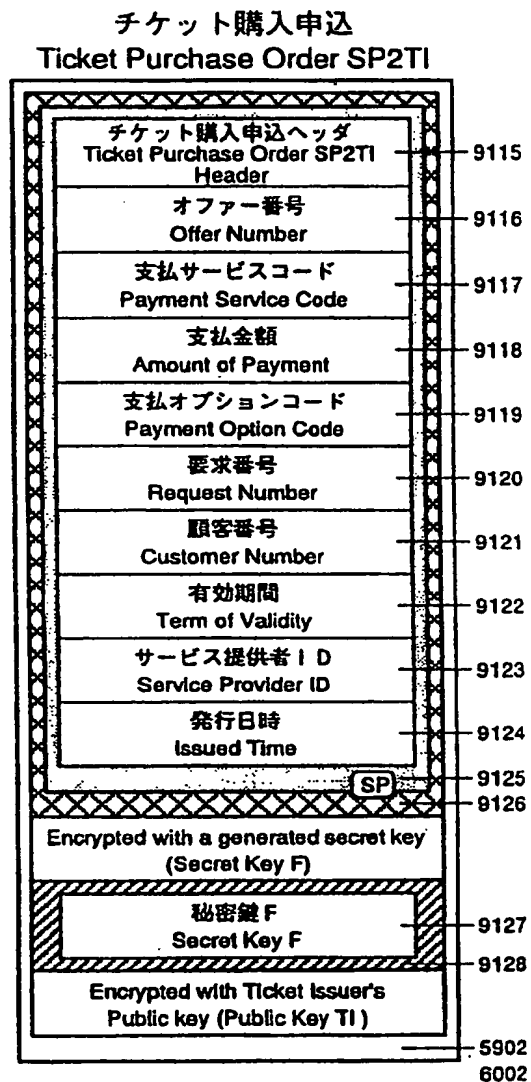 チケット購入申込
Ticket Purchase Order SP2TI
チケット購入申込ヘッダ
Ticket Purchase Order SP2TI
Header
9115
オファー番号
Offer Number
9116
支払サービスコード
Payment Service Code
9117
支払金額
Amount of Payment
9118
支払オプションコード
Payment Option Code
9119
要求番号
Request Number
9120
顧客番号
Customer Number
9121
有効期間
Term of Validity
9122
サービス提供者ID
Service Provider ID
9123
発行日時
Issued Time
9124
SP
9125
9126
Encrypted with a generated secret key
(Secret Key F)
秘密鍵F
Secret Key F
9127
9128
Encrypted with Ticket Issuer's
Public key (Public Key TI )
5902
6002